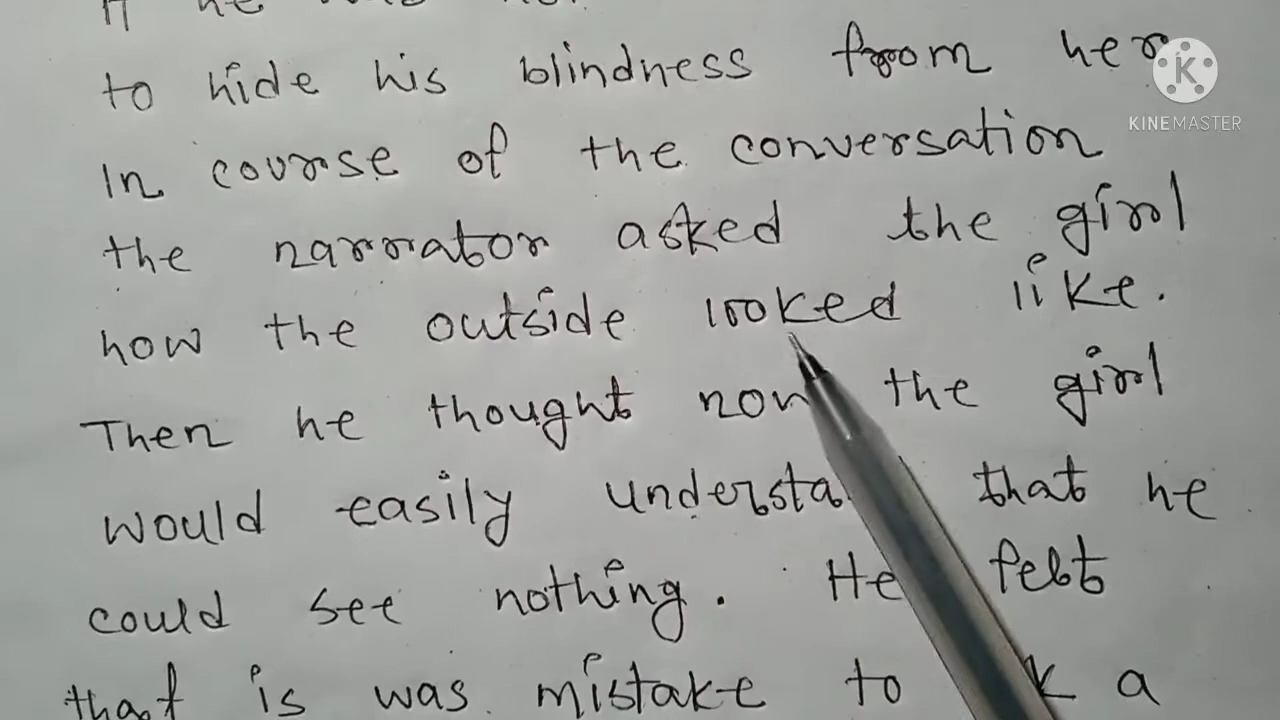 to hide his blindness from her
In course of the conversation
the narrator asked the girl
how the outside looked like.
Then he thought now the girl
would easily understa that he
could see nothing. He felt
that is was mistake to k a
KINEMASTER